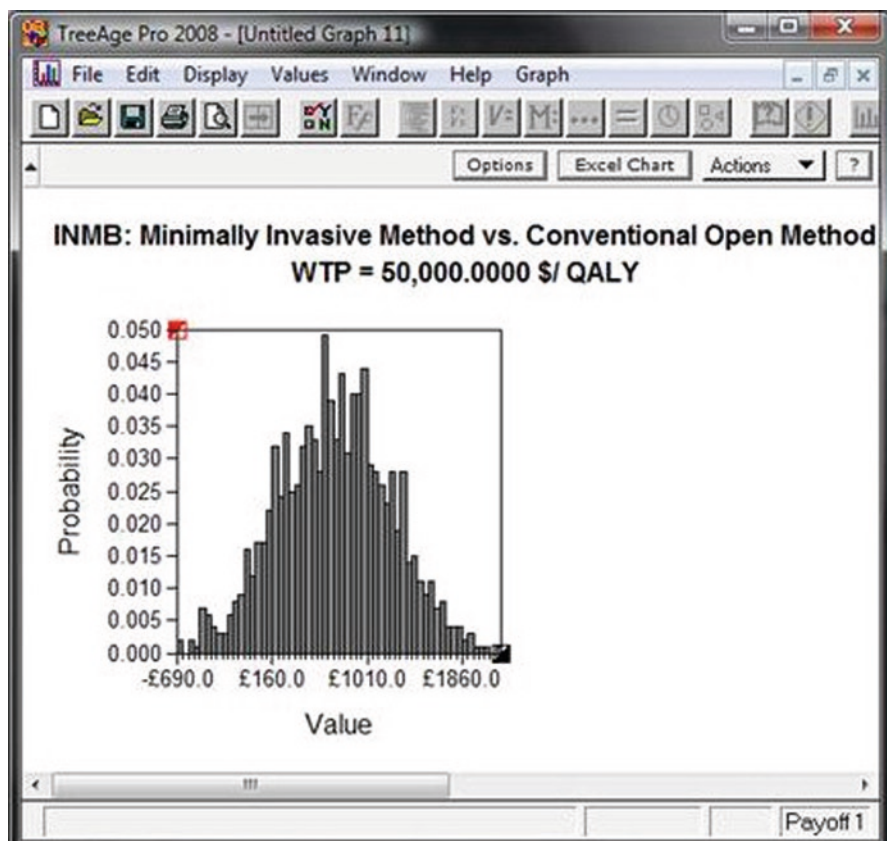 TreeAge Pro 2008 - [Untitled Graph 11]
File Edit Display Values Window Help Graph
Options Excel Chart Actions ?
INMB: Minimally Invasive Method vs. Conventional Open Method
WTP = 50,000.0000 $/ QALY
0.050
0.045
0.040
0.035
0.030
0.025
0.020
0.015
0.010
0.005
0.000
Probability
-£690.0 £160.0 £1010.0 £1860.0
Value
Payoff 1